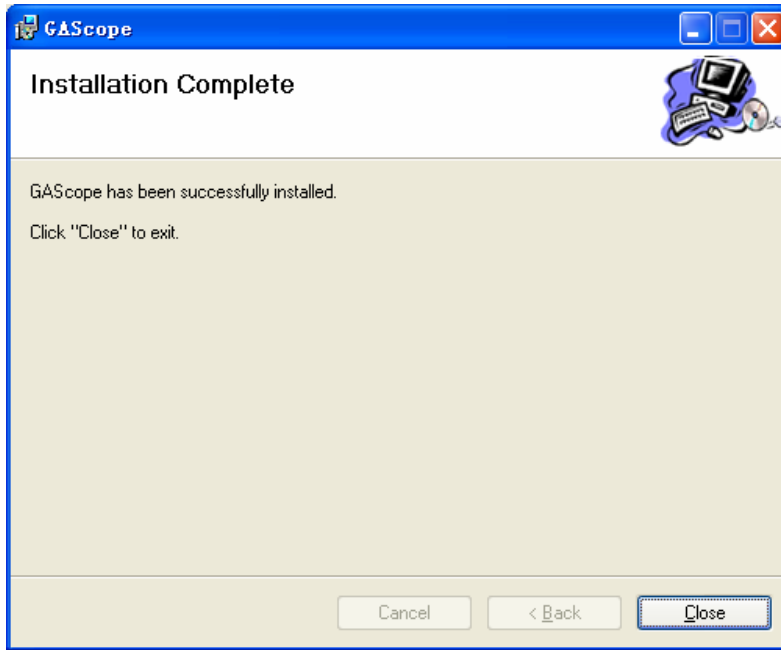 GAScope
Installation Complete
GAScope has been successfully installed.
Click "Close" to exit.
Cancel
< Back
Close